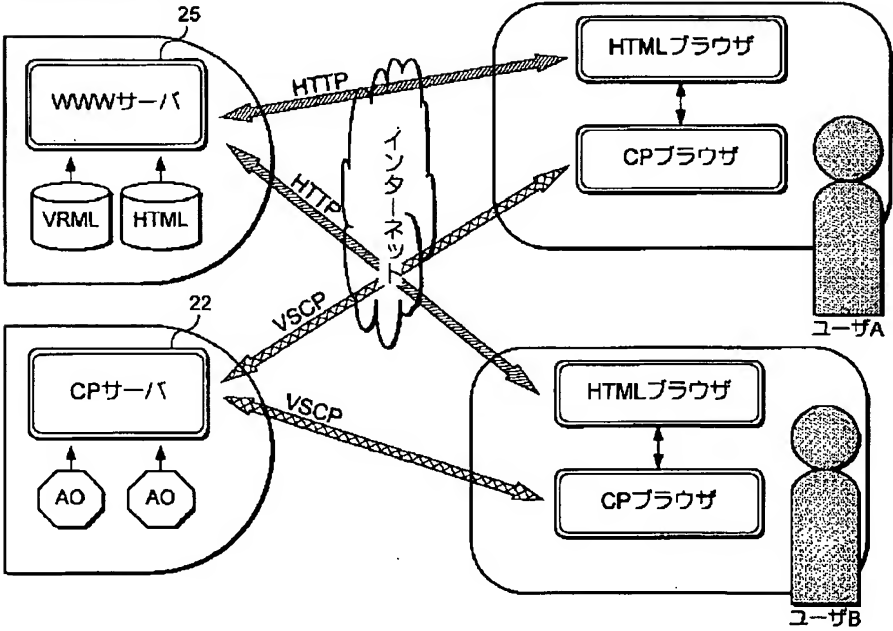 25
WWWサーバ
VRML
HTML
HTTP
HTTP
インターネット
HTMLブラウザ
CPブラウザ
ユーザA
22
CPサーバ
AO
AO
VSCP
VSCP
HTMLブラウザ
CPブラウザ
ユーザB